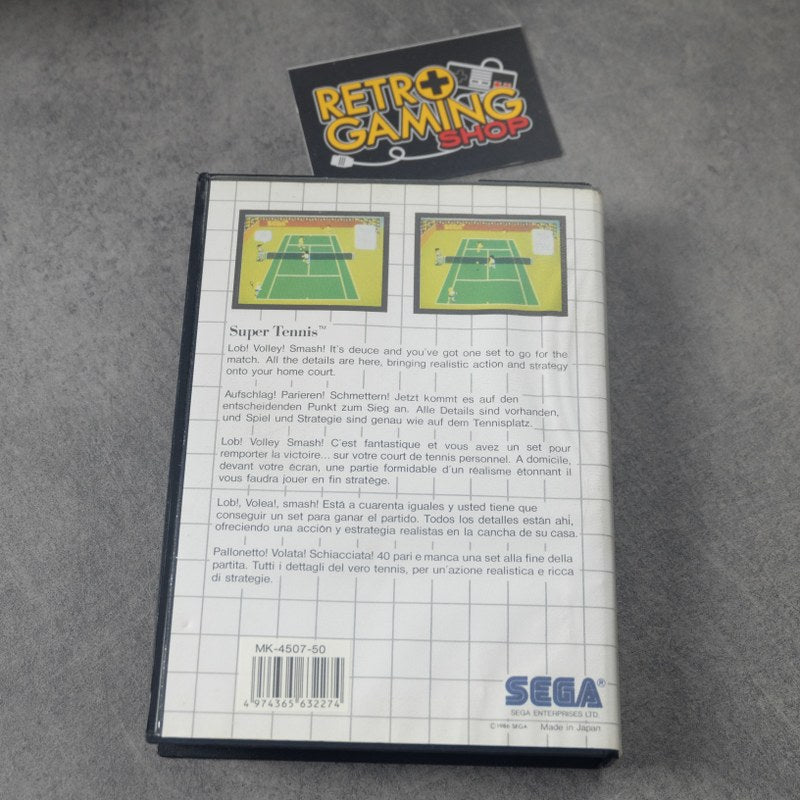 RETRO
GAMING
SHOP
Super Tennis™
Lob! Volley! Smash! It's deuce and you've got one set to go for the
match. All the details are here, bringing realistic action and strategy
onto your home court.
Aufschlag! Parieren! Schmettern! Jetzt kommt es auf den
entscheidenden Punkt zum Sieg an. Alle Details sind vorhanden,
und Spiel und Strategie sind genau wie auf dem Tennisplatz.
Lob! Volley Smash! C'est fantastique et vous avez un set pour
remporter la victoire... sur votre court de tennis personnel. A domicile,
devant votre écran, une partie formidable d'un réalisme étonnant il
vous faudra jouer en fin stratège.
Lob!, Volea!, smash! Está a cuarenta iguales y usted tiene que
conseguir un set para ganar el partido. Todos los detalles están ahi,
ofreciendo una acción y estrategia realistas en la cancha de su casa.
Pallonetto! Volata! Schiacciata! 40 pari e manca una set alla fine della
partita. Tutti i dettagli del vero tennis, per un'azione realistica e ricca
di strategie.
MK-4507-50
4 974365 632274
SEGA®
SEGA ENTERPRISES LTD.
©1986 SEGA Made in Japan